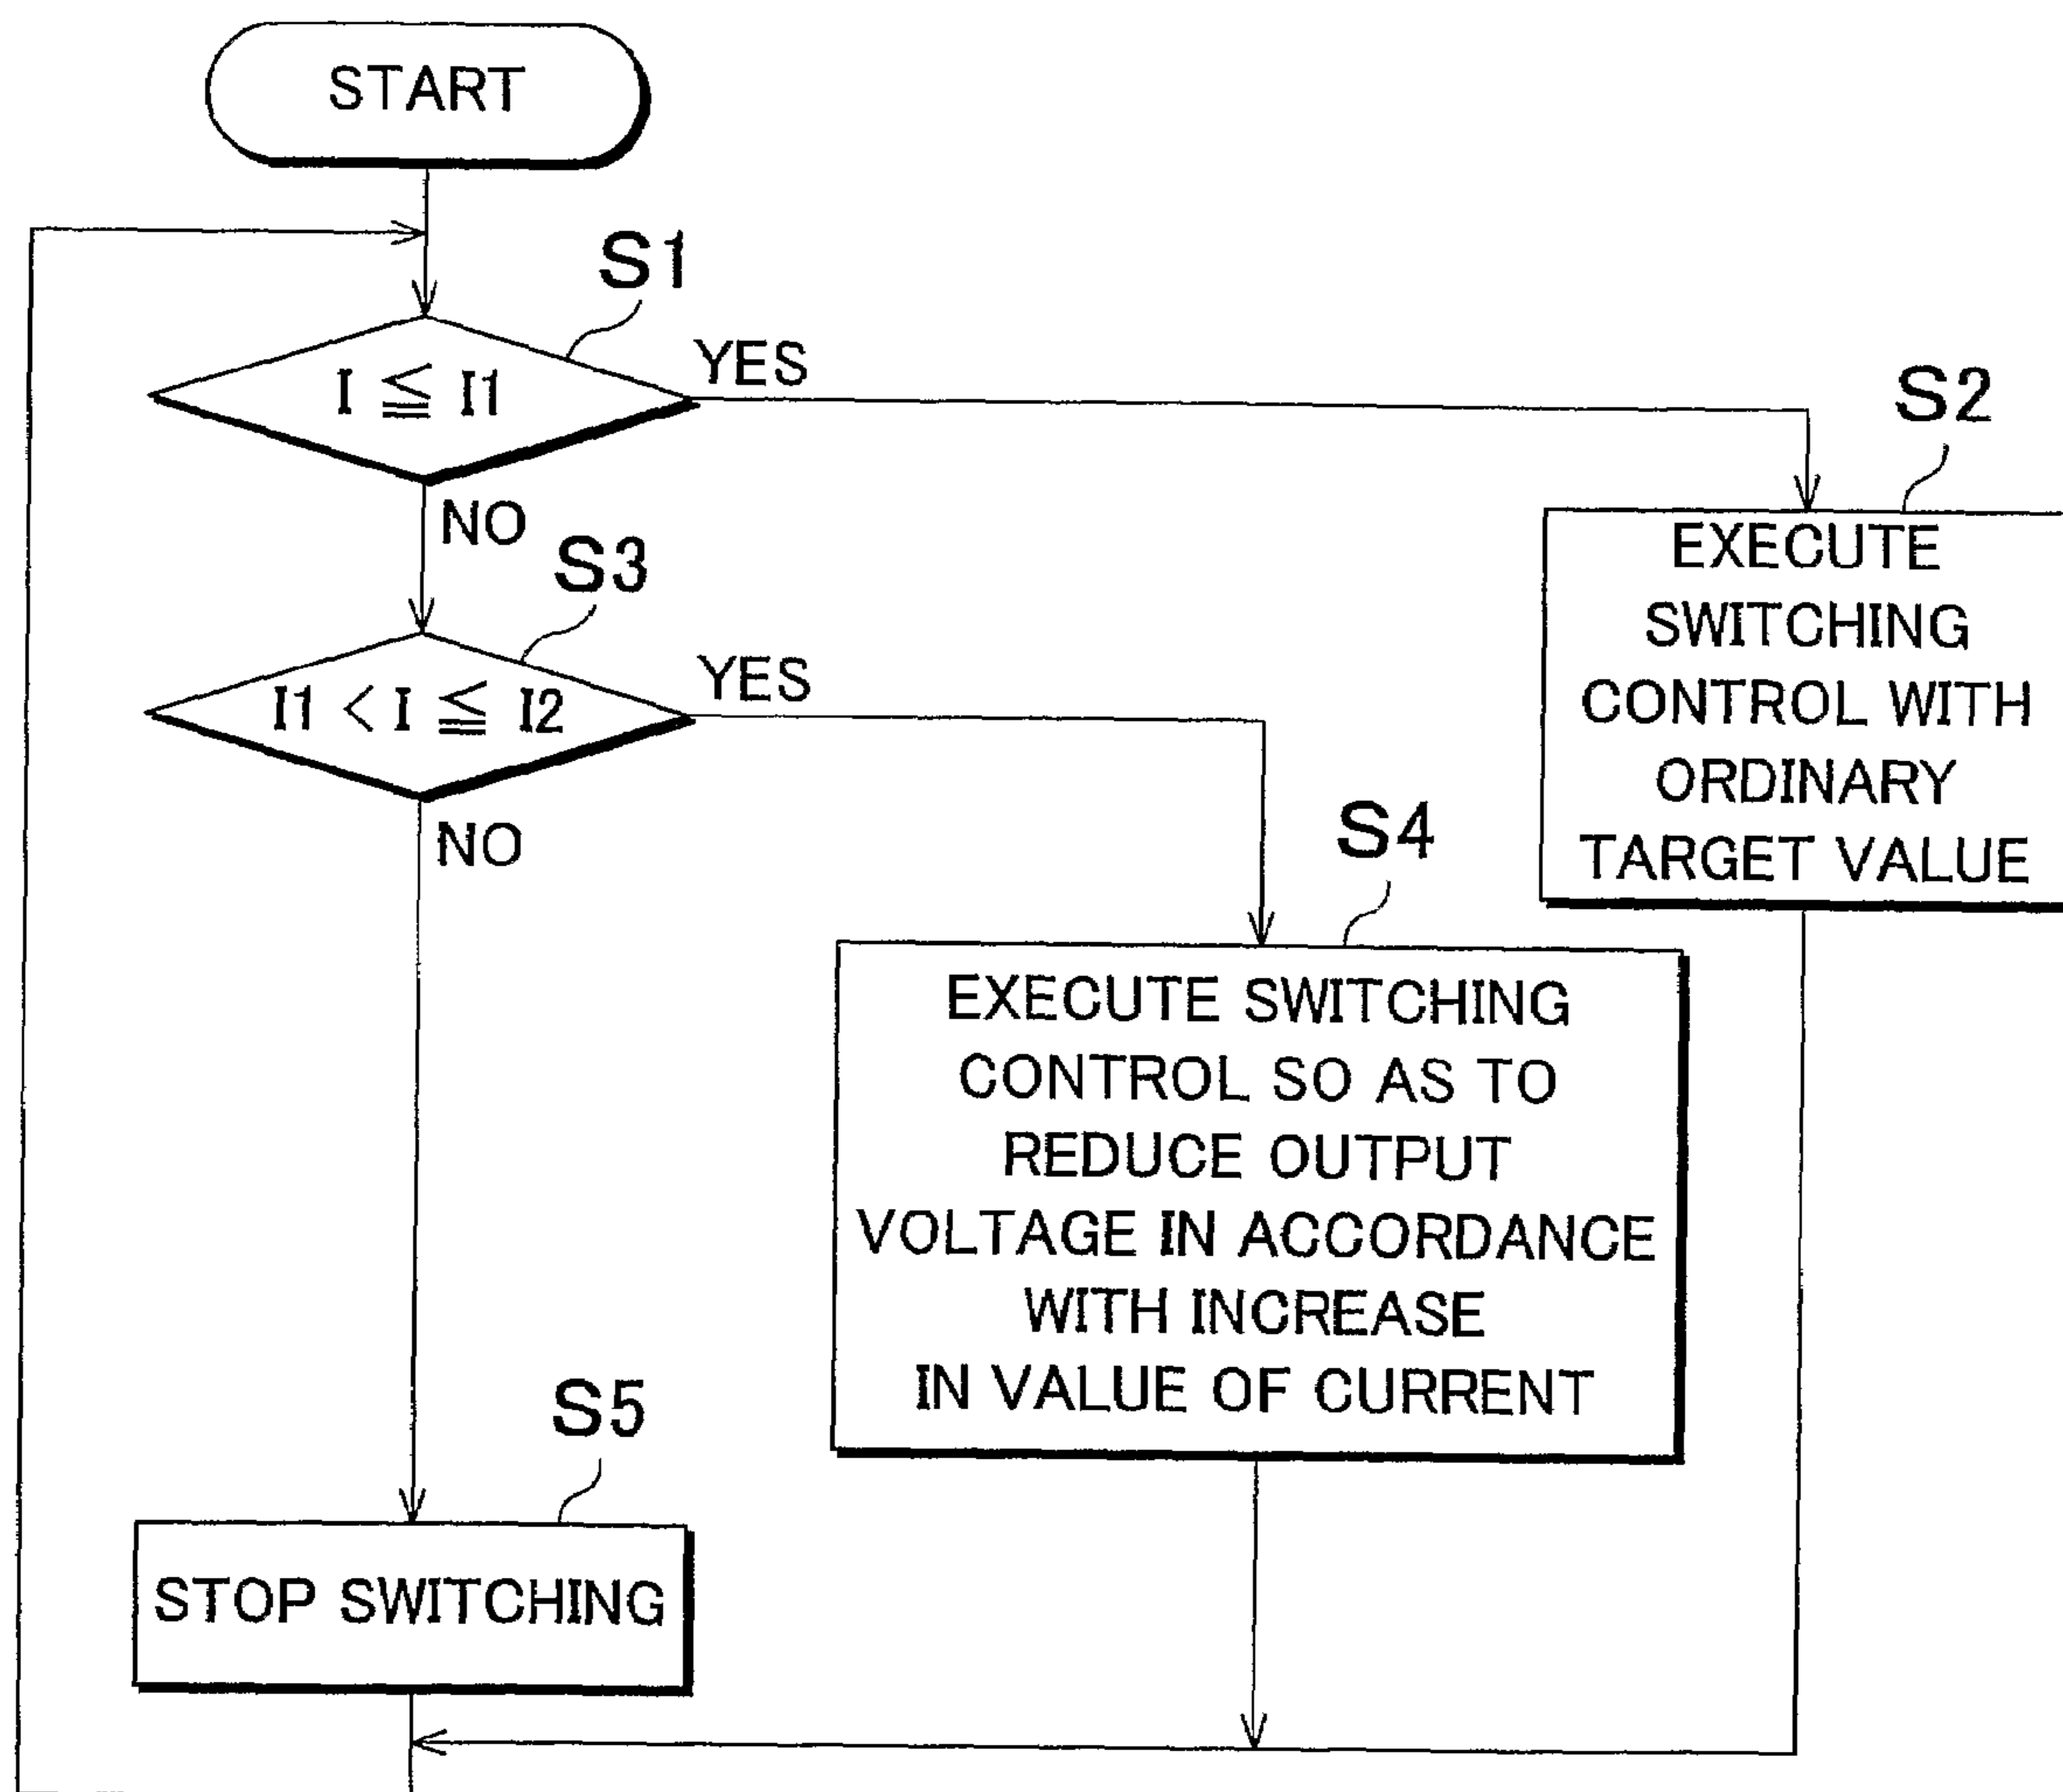 START
S1
I ≦ I1
YES
NO
S2
EXECUTE
SWITCHING
CONTROL WITH
ORDINARY
TARGET VALUE
S3
I1 < I ≦ I2
YES
NO
S4
EXECUTE SWITCHING
CONTROL SO AS TO
REDUCE OUTPUT
VOLTAGE IN ACCORDANCE
WITH INCREASE
IN VALUE OF CURRENT
S5
STOP SWITCHING